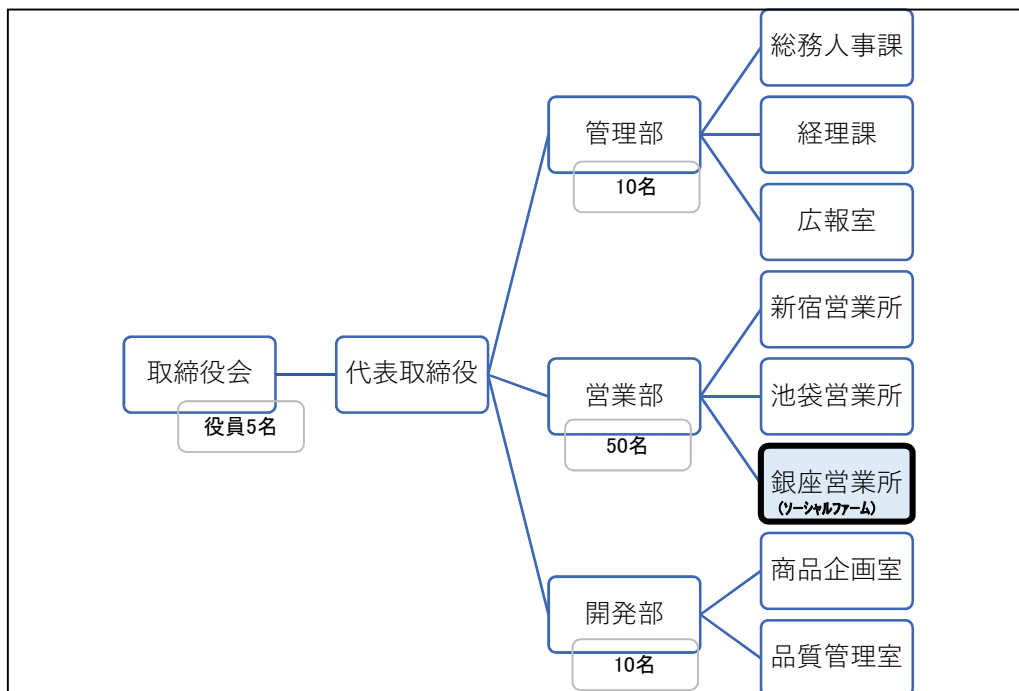 取締役会
役員5名
代表取締役
管理部
10名
総務人事課
経理課
広報室
営業部
50名
新宿営業所
池袋営業所
銀座営業所
(ソーシャルファーム)
開発部
10名
商品企画室
品質管理室